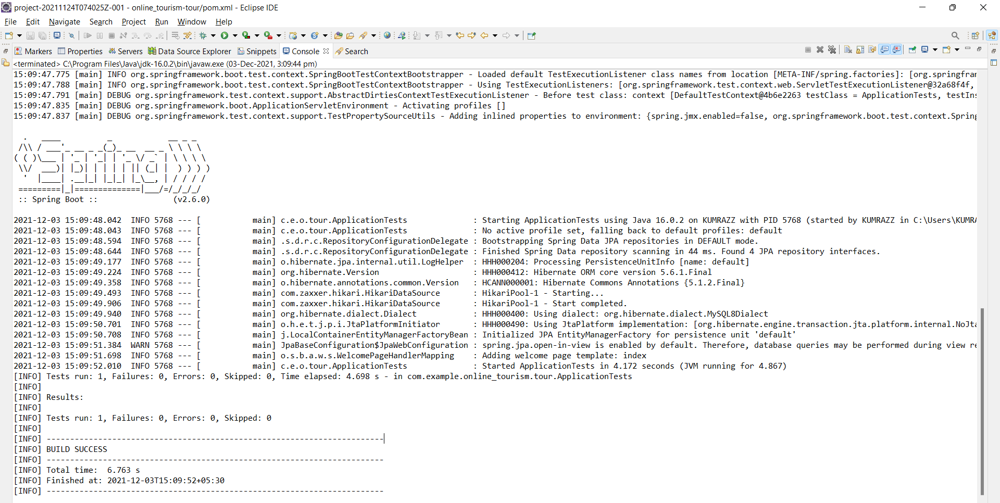 project-20211124T074025Z-001 - online_tourism-tour/pom.xml - Eclipse IDE
File Edit Navigate Search Project Run Window Help
Markers Properties Servers Data Source Explorer Snippets Console Search
<terminated> C:\Program Files\Java\jdk-16.0.2\bin\javaw.exe (03-Dec-2021, 3:09:44 pm)
15:09:47.775 [main] INFO org.springframework.boot.test.context.SpringBootTestContextBootstrapper - Loaded default TestExecutionListener class names from location [META-INF/spring.factories]: [org.springfram
15:09:47.788 [main] INFO org.springframework.boot.test.context.SpringBootTestContextBootstrapper - Using TestExecutionListeners: [org.springframework.test.context.web.ServletTestExecutionListener@32a68f4f,
15:09:47.791 [main] DEBUG org.springframework.test.context.support.AbstractDirtiesContextTestExecutionListener - Before test class: context [DefaultTestContext@4b6e2263 testClass = ApplicationTests, testIns
15:09:47.835 [main] DEBUG org.springframework.boot.ApplicationServletEnvironment - Activating profiles []
15:09:47.837 [main] DEBUG org.springframework.test.context.support.TestPropertySourceUtils - Adding inlined properties to environment: {spring.jmx.enabled=false, org.springframework.boot.test.context.Spring
Spring
:: Spring Boot :: (v2.6.0)
2021-12-03 15:09:48.042 INFO 5768 --- [ main] c.e.o.tour.ApplicationTests : Starting ApplicationTests using Java 16.0.2 on KUMRAZZ with PID 5768 (started by KUMRAZZ in C:\Users\KUMRA
2021-12-03 15:09:48.043 INFO 5768 --- [ main] c.e.o.tour.ApplicationTests : No active profile set, falling back to default profiles: default
2021-12-03 15:09:48.594 INFO 5768 --- [ main] .s.d.r.c.RepositoryConfigurationDelegate : Bootstrapping Spring Data JPA repositories in DEFAULT mode.
2021-12-03 15:09:48.644 INFO 5768 --- [ main] .s.d.r.c.RepositoryConfigurationDelegate : Finished Spring Data repository scanning in 44 ms. Found 4 JPA repository interfaces.
2021-12-03 15:09:49.177 INFO 5768 --- [ main] o.hibernate.jpa.internal.util.LogHelper : HHH000204: Processing PersistenceUnitInfo [name: default]
2021-12-03 15:09:49.224 INFO 5768 --- [ main] org.hibernate.Version : HHH000412: Hibernate ORM core version 5.6.1.Final
2021-12-03 15:09:49.358 INFO 5768 --- [ main] o.hibernate.annotations.common.Version : HCANN000001: Hibernate Commons Annotations {5.1.2.Final}
2021-12-03 15:09:49.493 INFO 5768 --- [ main] com.zaxxer.hikari.HikariDataSource : HikariPool-1 - Starting...
2021-12-03 15:09:49.906 INFO 5768 --- [ main] com.zaxxer.hikari.HikariDataSource : HikariPool-1 - Start completed.
2021-12-03 15:09:49.940 INFO 5768 --- [ main] org.hibernate.dialect.Dialect : HHH000400: Using dialect: org.hibernate.dialect.MySQL8Dialect
2021-12-03 15:09:50.701 INFO 5768 --- [ main] o.h.e.t.j.p.i.JtaPlatformInitiator : HHH000490: Using JtaPlatform implementation: [org.hibernate.engine.transaction.jta.platform.internal.NoJta
2021-12-03 15:09:50.708 INFO 5768 --- [ main] j.LocalContainerEntityManagerFactoryBean : Initialized JPA EntityManagerFactory for persistence unit 'default'
2021-12-03 15:09:51.384 WARN 5768 --- [ main] JpaBaseConfiguration$JpaWebConfiguration : spring.jpa.open-in-view is enabled by default. Therefore, database queries may be performed during view re
2021-12-03 15:09:51.698 INFO 5768 --- [ main] o.s.b.a.w.s.WelcomePageHandlerMapping : Adding welcome page template: index
2021-12-03 15:09:52.010 INFO 5768 --- [ main] c.e.o.tour.ApplicationTests : Started ApplicationTests in 4.172 seconds (JVM running for 4.867)
[INFO] Tests run: 1, Failures: 0, Errors: 0, Skipped: 0, Time elapsed: 4.698 s - in com.example.online_tourism.tour.ApplicationTests
[INFO]
[INFO] Results:
[INFO]
[INFO] Tests run: 1, Failures: 0, Errors: 0, Skipped: 0
[INFO]
[INFO] ------------------------------------------------------------------------
[INFO] BUILD SUCCESS
[INFO] ------------------------------------------------------------------------
[INFO] Total time: 6.763 s
[INFO] Finished at: 2021-12-03T15:09:52+05:30
[INFO] ------------------------------------------------------------------------